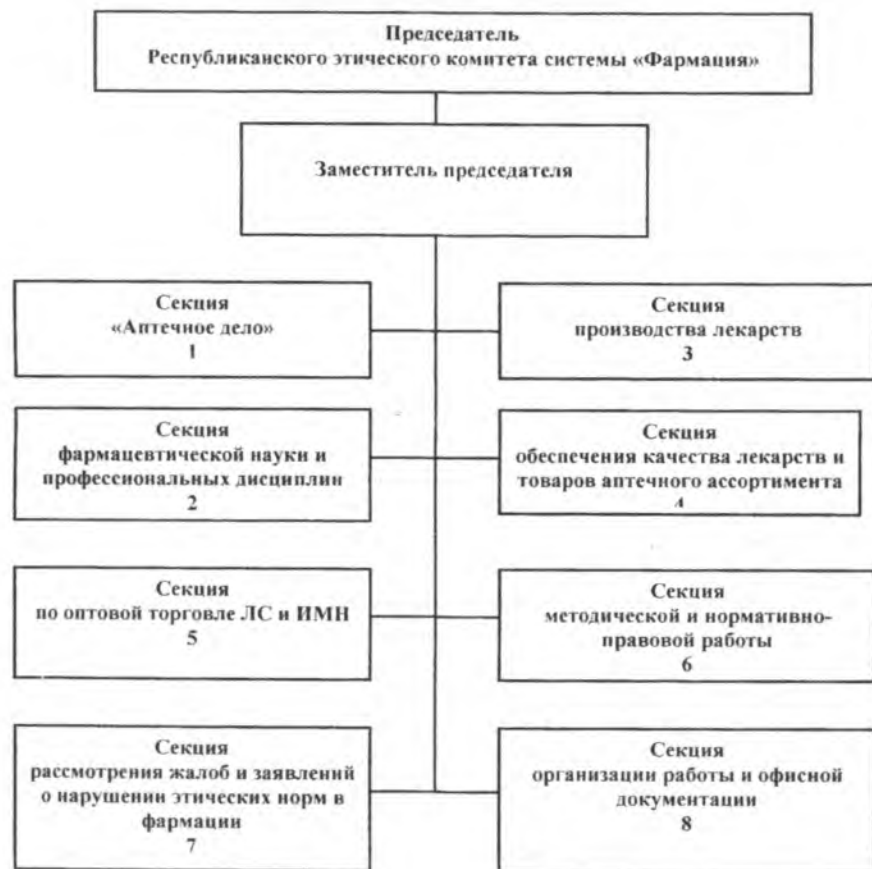 Председатель
Республиканского этического комитета системы «Фармация»
Заместитель председателя
Секция
«Аптечное дело»
1
Секция
производства лекарств
3
Секция
фармацевтической науки и
профессиональных дисциплин
2
Секция
обеспечения качества лекарств и
товаров аптечного ассортимента
4
Секция
по оптовой торговле ЛС и ИМН
5
Секция
методической и нормативно-
правовой работы
6
Секция
рассмотрения жалоб и заявлений
о нарушении этических норм в
фармации
7
Секция
организации работы и офисной
документации
8